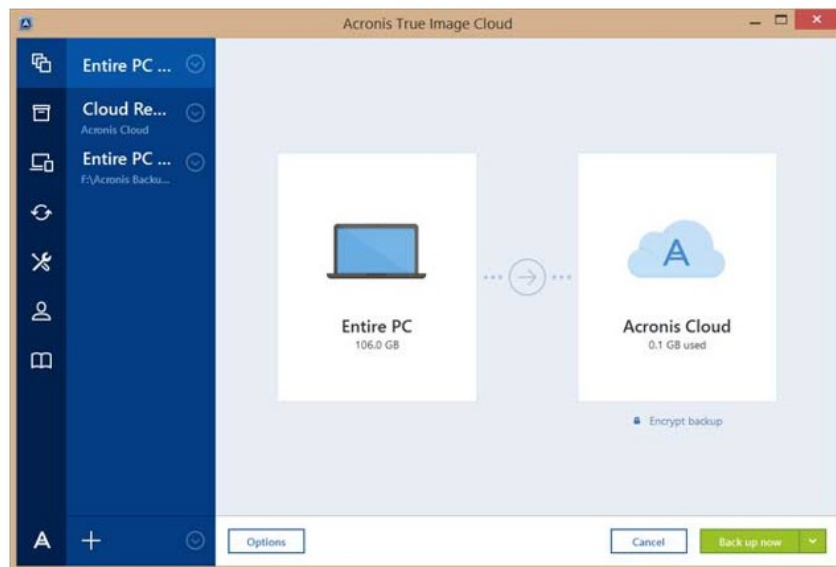 Acronis True Image Cloud
Entire PC ...
Cloud Re...
Acronis Cloud
Entire PC ...
F:\Acronis Backu...
Entire PC
106.0 GB
Acronis Cloud
0.1 GB used
Encrypt backup
Options
Cancel
Back up now